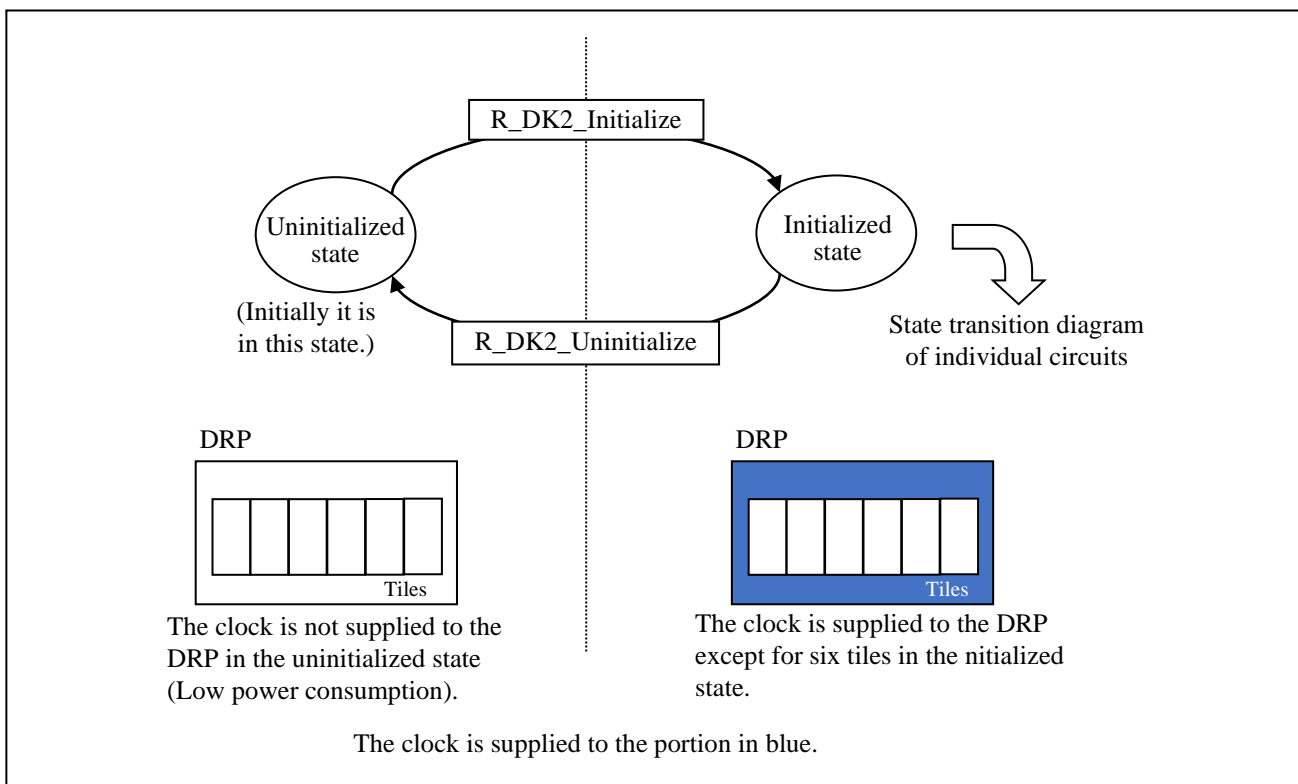 R_DK2_Initialize
Uninitialized
state
Initialized
state
(Initially it is
in this state.)
R_DK2_Uninitialize
State transition diagram
of individual circuits
DRP
Tiles
The clock is not supplied to the
DRP in the uninitialized state
(Low power consumption).
DRP
Tiles
The clock is supplied to the DRP
except for six tiles in the nitialized
state.
The clock is supplied to the portion in blue.